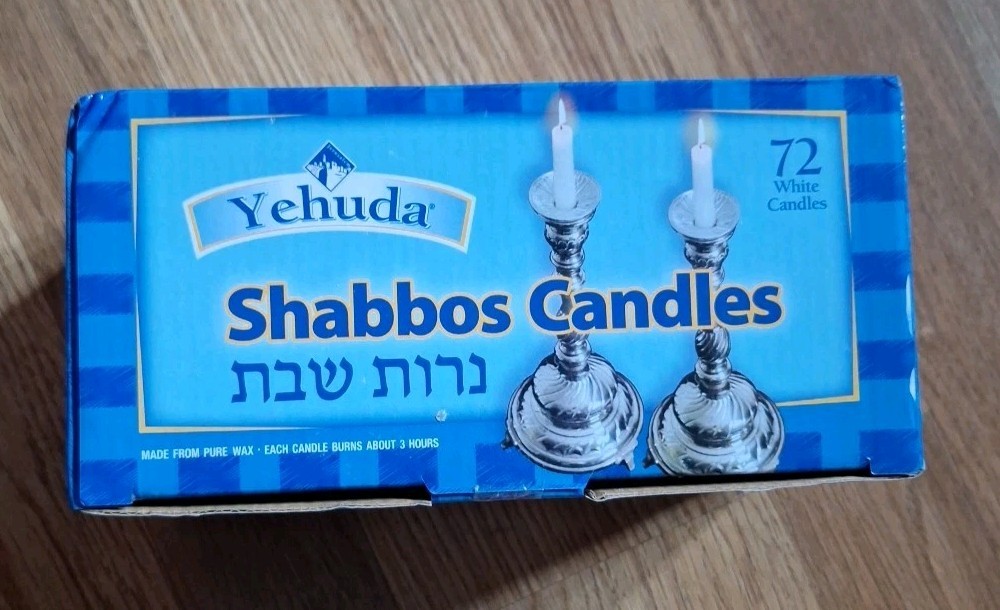 Yehuda®
72
White
Candles
Shabbos Candles
נרות שבת
MADE FROM PURE WAX · EACH CANDLE BURNS ABOUT 3 HOURS